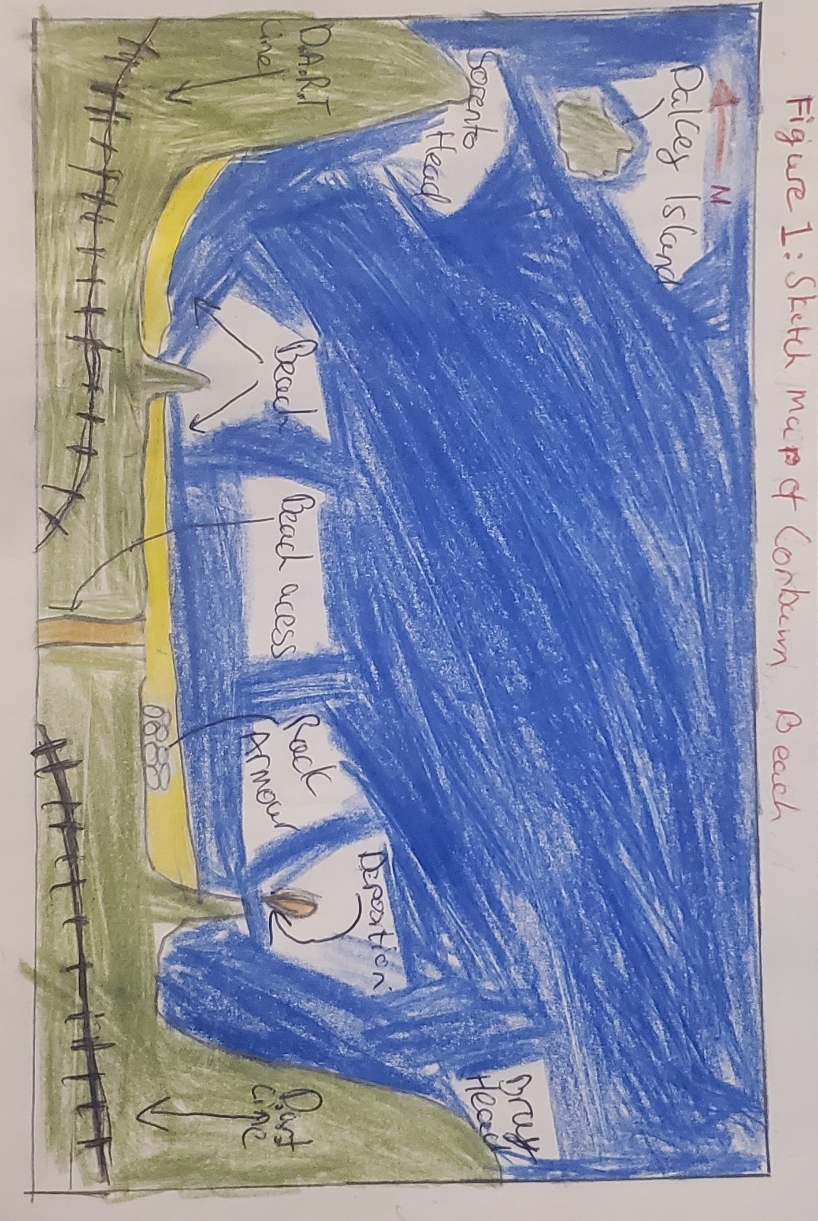 Figure 1: Sketch map of Corbawn Beach
N
Dalkey Island
Sorento
Head
D.A.R.T
Line
Beach
Beach acess
Rock
Armour
Deposition
Bray
Head
Dart
Line